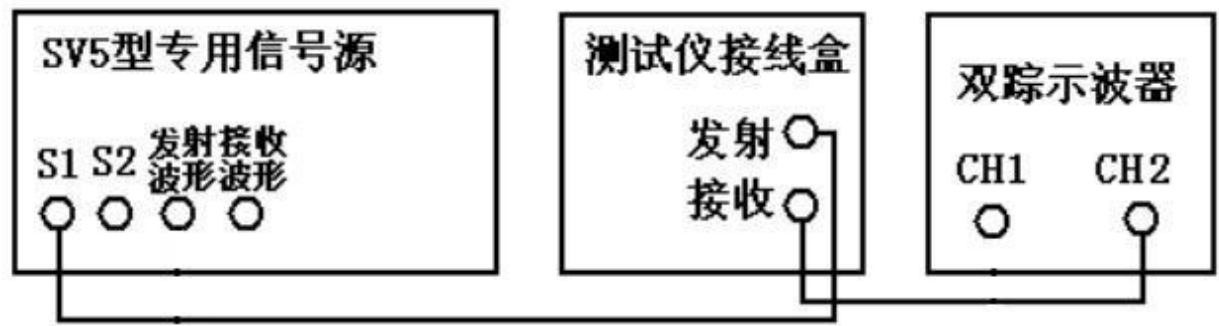 SV5型专用信号源
S1 S2 发射波形 接收波形
测试仪接线盒
发射
接收
双踪示波器
CH1 CH2